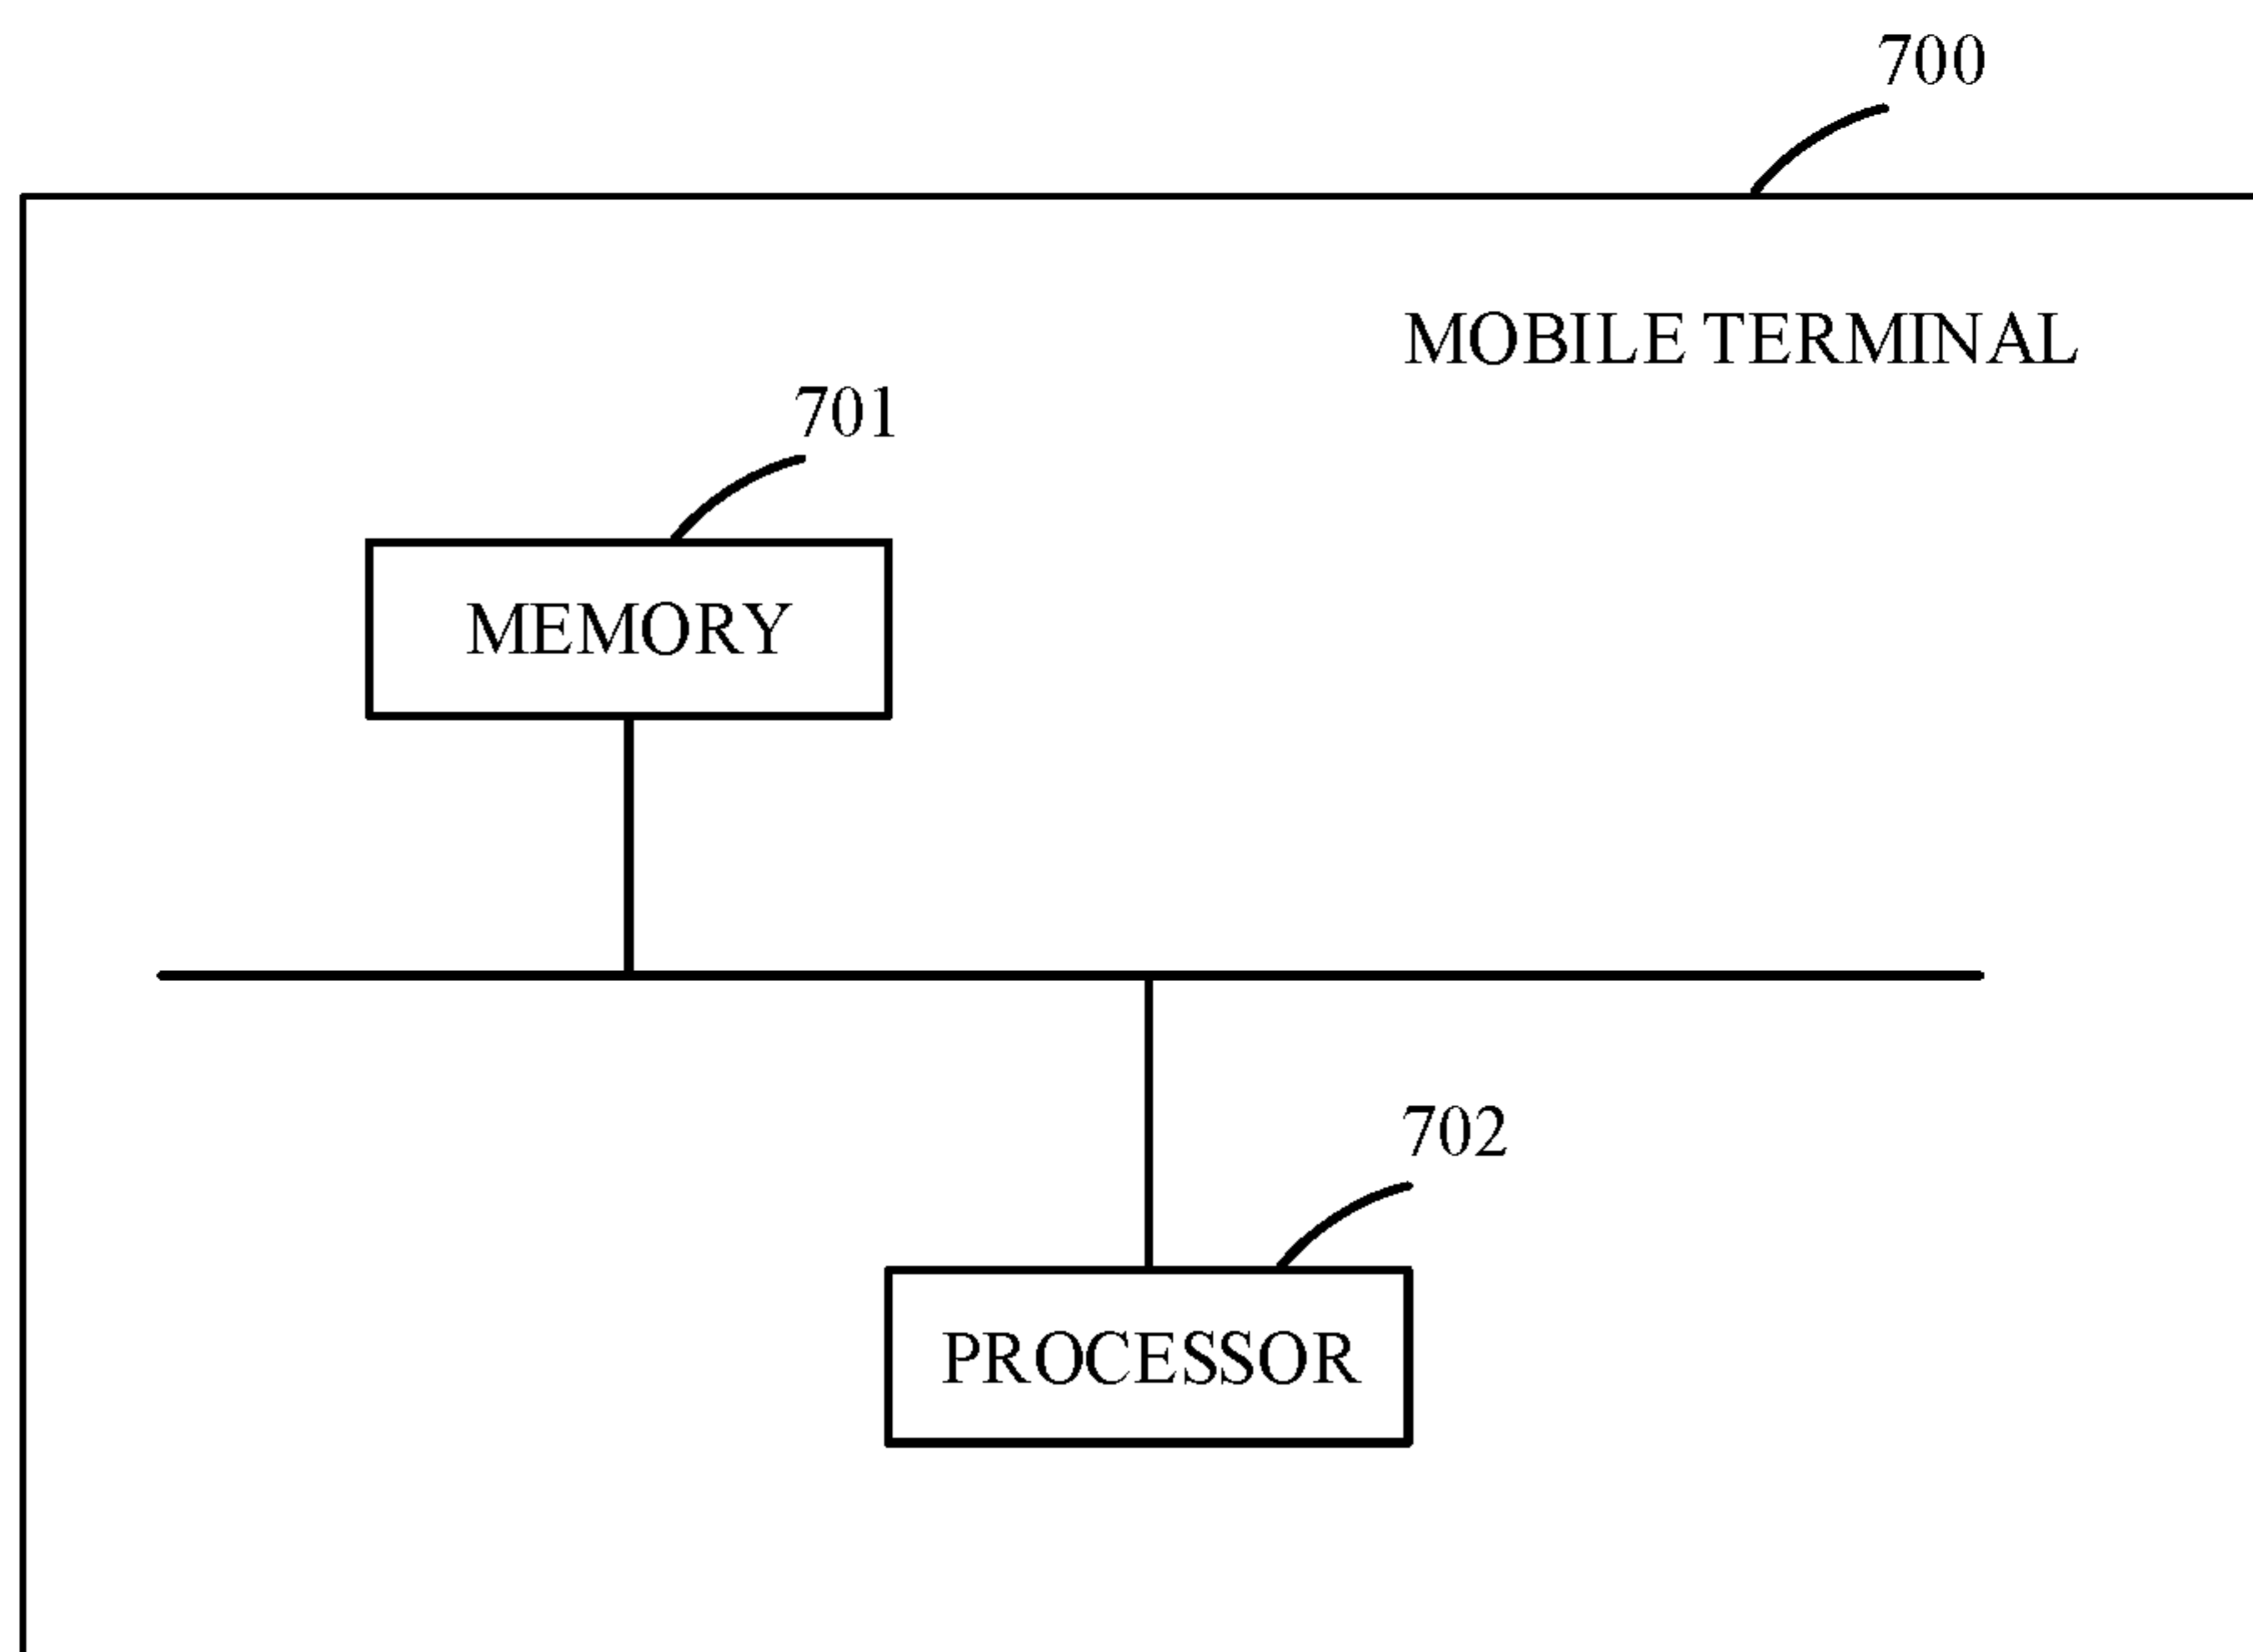 700
MOBILE TERMINAL
701
MEMORY
702
PROCESSOR